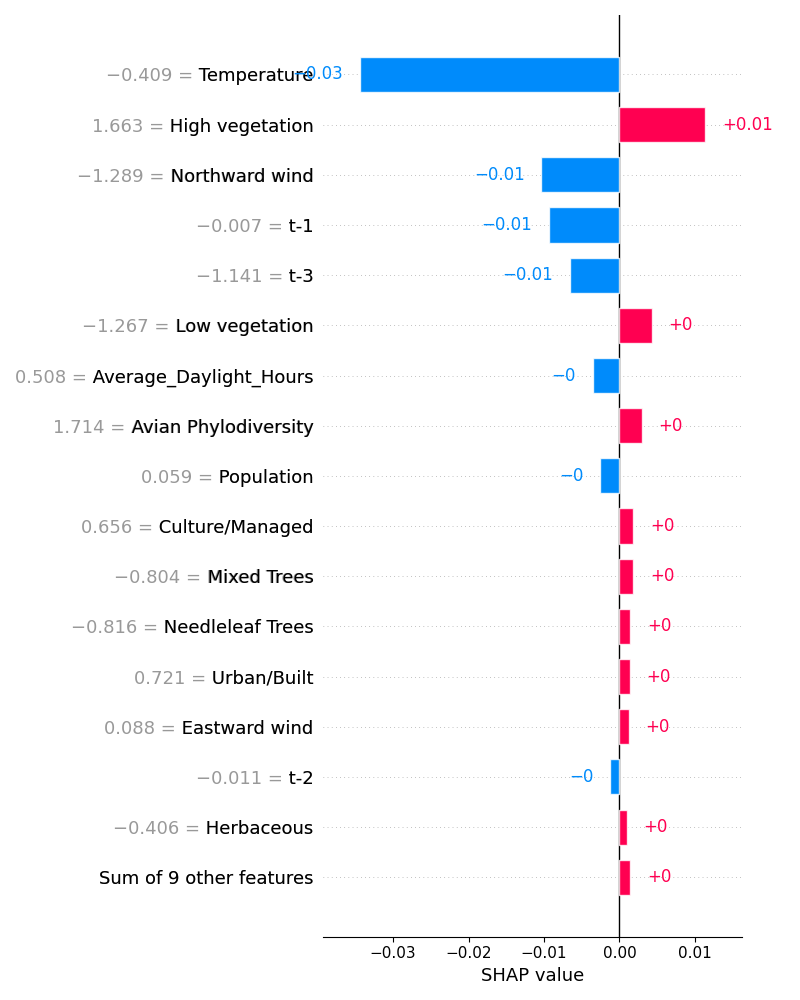 −0.409 = Temperature −0.03
1.663 = High vegetation +0.01
−1.289 = Northward wind −0.01
−0.007 = t-1 −0.01
−1.141 = t-3 −0.01
−1.267 = Low vegetation +0
0.508 = Average_Daylight_Hours −0
1.714 = Avian Phylodiversity +0
0.059 = Population −0
0.656 = Culture/Managed +0
−0.804 = Mixed Trees +0
−0.816 = Needleleaf Trees +0
0.721 = Urban/Built +0
0.088 = Eastward wind +0
−0.011 = t-2 −0
−0.406 = Herbaceous +0
Sum of 9 other features +0
−0.03 −0.02 −0.01 0.00 0.01
SHAP value